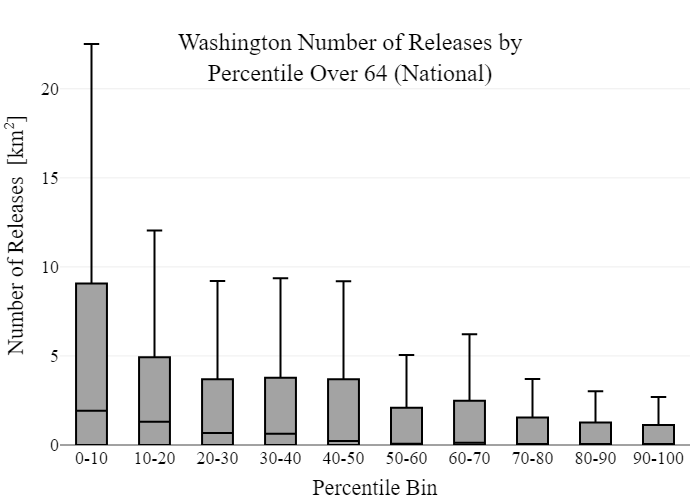 Washington Number of Releases by
Percentile Over 64 (National)
Number of Releases [km²]
20
15
10
5
0
0-10 10-20 20-30 30-40 40-50 50-60 60-70 70-80 80-90 90-100
Percentile Bin